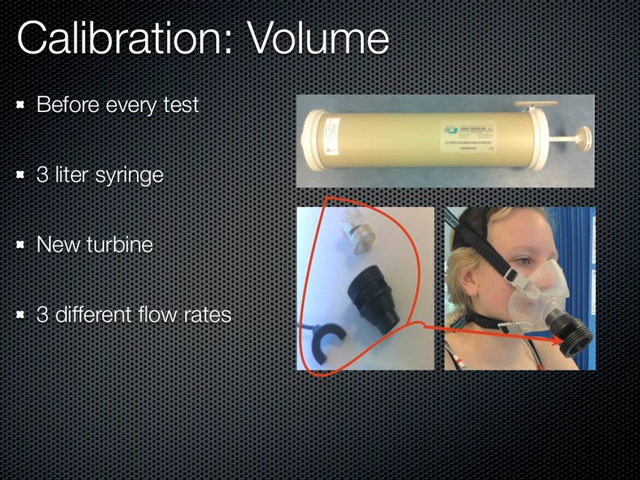 Calibration: Volume
Before every test
3 liter syringe
New turbine
3 different flow rates